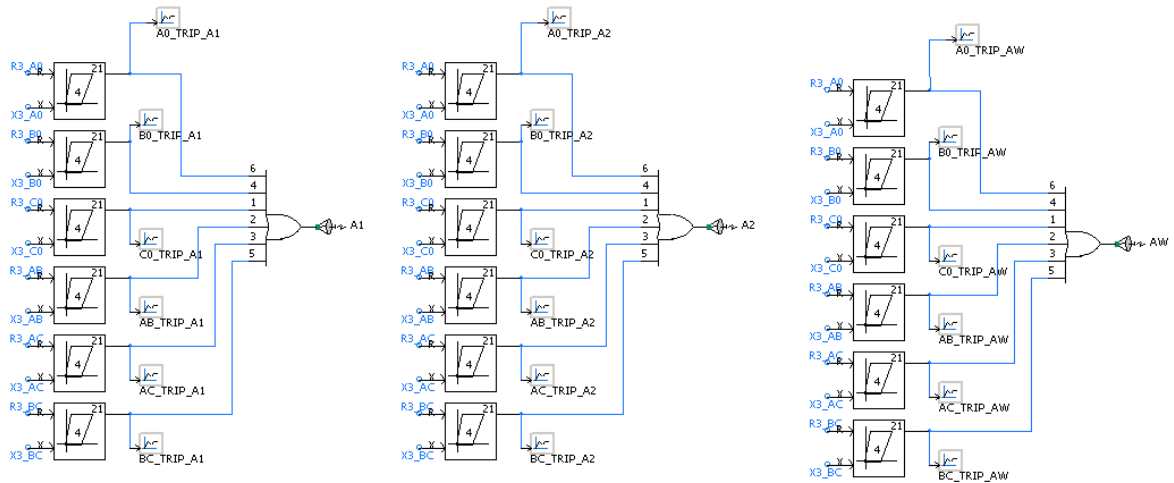 A0_TRIP_A1
R3_A0
R
21
4
X
X3_A0
B0_TRIP_A1
R3_B0
R
21
4
X
X3_B0
R3_C0
R
21
4
X
X3_C0
C0_TRIP_A1
R3_AB
R
21
4
X
X3_AB
AB_TRIP_A1
R3_AC
R
21
4
X
X3_AC
AC_TRIP_A1
R3_BC
R
21
4
X
X3_BC
BC_TRIP_A1
6
4
1
2
3
5
A1
A0_TRIP_A2
R3_A0
R
21
4
X
X3_A0
B0_TRIP_A2
R3_B0
R
21
4
X
X3_B0
R3_C0
R
21
4
X
X3_C0
C0_TRIP_A2
R3_AB
R
21
4
X
X3_AB
AB_TRIP_A2
R3_AC
R
21
4
X
X3_AC
AC_TRIP_A2
R3_BC
R
21
4
X
X3_BC
BC_TRIP_A2
6
4
1
2
3
5
A2
A0_TRIP_AW
R3_A0
R
21
4
X
X3_A0
B0_TRIP_AW
R3_B0
R
21
4
X
X3_B0
R3_C0
R
21
4
X
X3_C0
C0_TRIP_AW
R3_AB
R
21
4
X
X3_AB
AB_TRIP_AW
R3_AC
R
21
4
X
X3_AC
AC_TRIP_AW
R3_BC
R
21
4
X
X3_BC
BC_TRIP_AW
6
4
1
2
3
5
AW